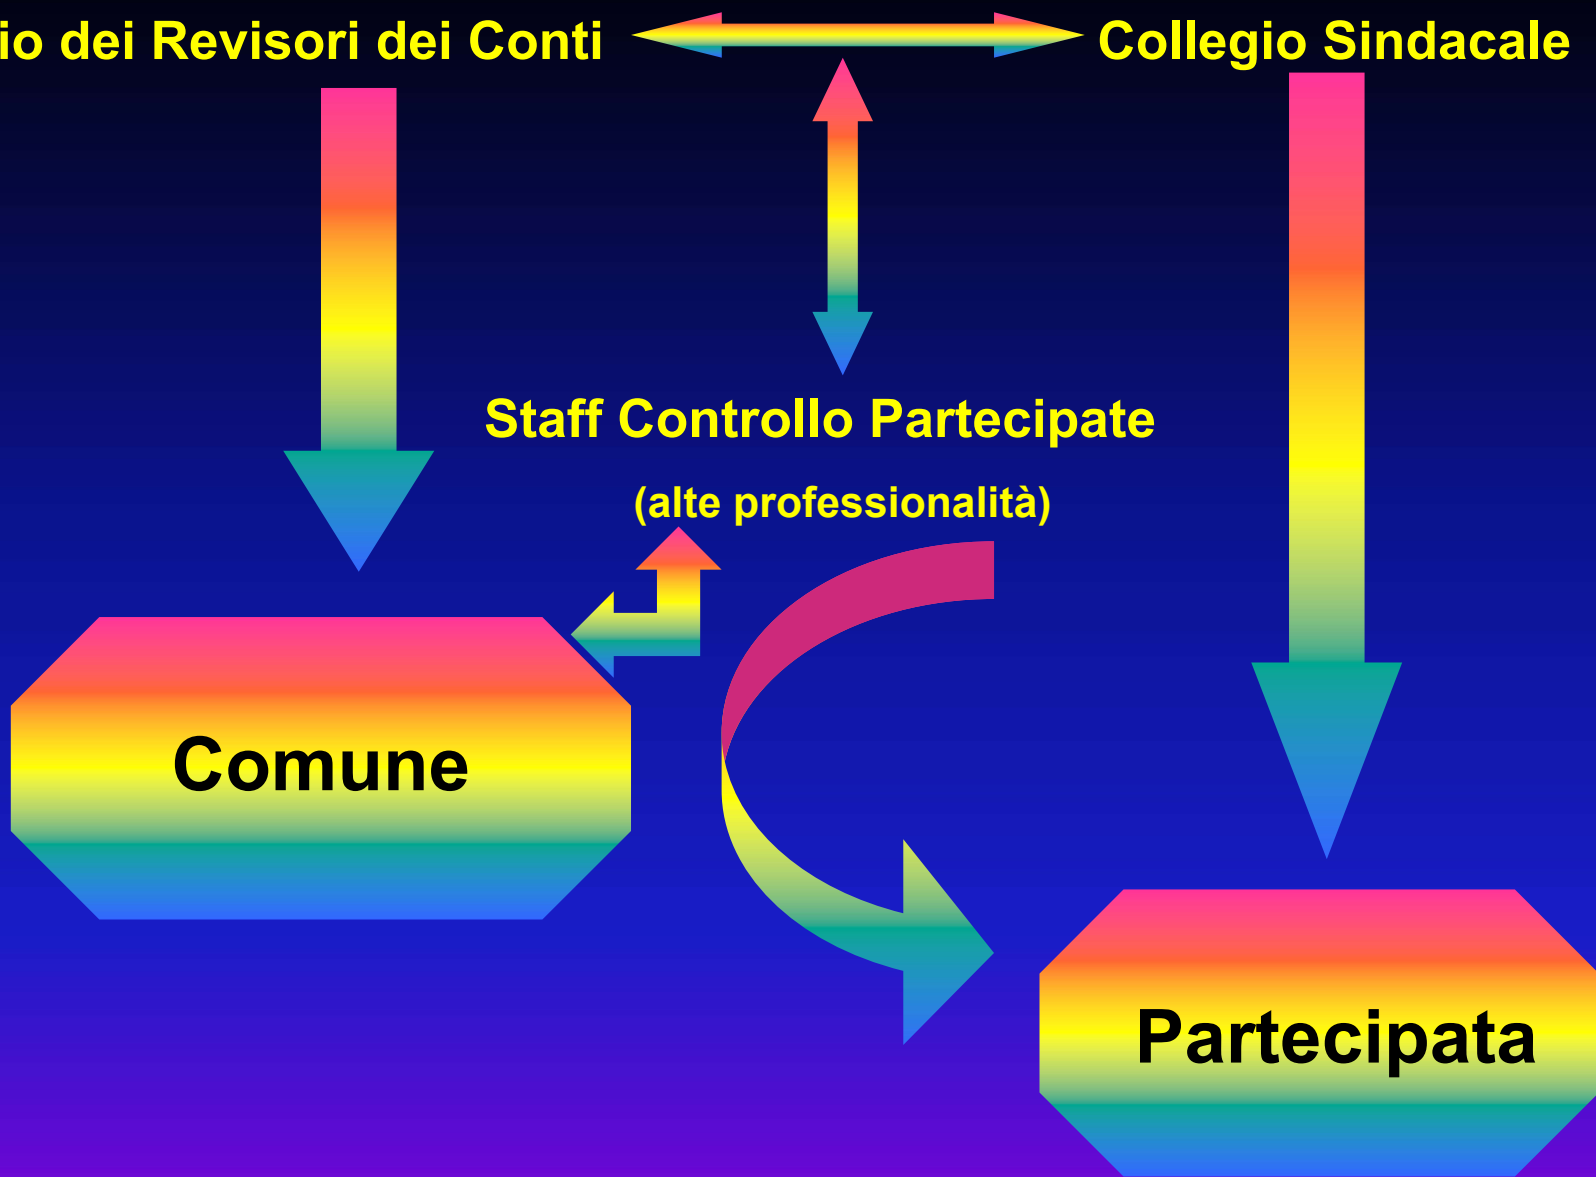 io dei Revisori dei Conti
Collegio Sindacale
Staff Controllo Partecipate
(alte professionalità)
Comune
Partecipata